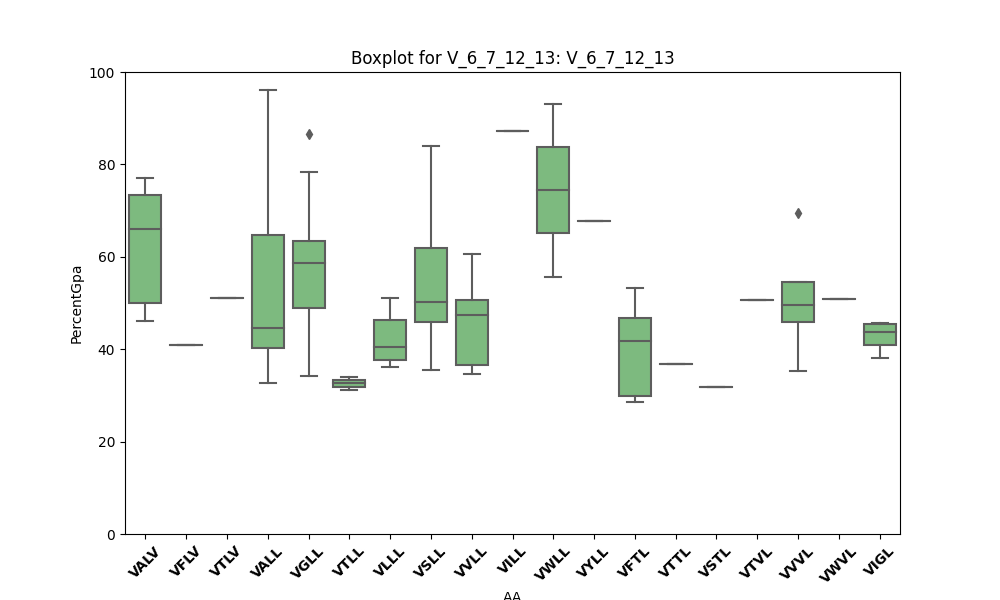 Boxplot for V_6_7_12_13: V_6_7_12_13
100
80
60
40
20
0
PercentGpa
VALV VFLV VTLV VALL VGLL VTLL VLLL VSLL VVLL VILL VWLL VYLL VFTL VTTL VSTL VTVL VVVL VWVL VIGL
AA